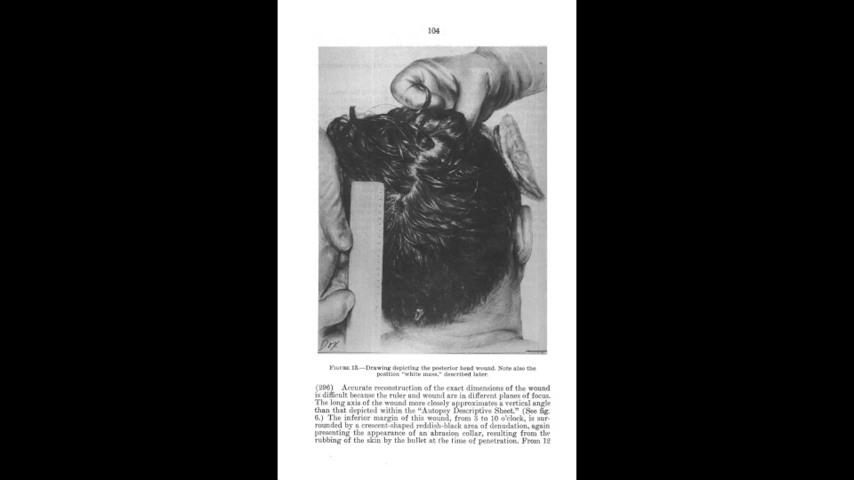 104
Dox
FIGURE 13.—Drawing depicting the posterior head wound. Note also the
position "white mass," described later.
(296) Accurate reconstruction of the exact dimensions of the wound
is difficult because the ruler and wound are in different planes of focus.
The long axis of the wound more closely approximates a vertical angle
than that depicted within the "Autopsy Descriptive Sheet." (See fig.
6.) The inferior margin of this wound, from 3 to 10 o'clock, is sur-
rounded by a crescent-shaped reddish-black area of denudation, again
presenting the appearance of an abrasion collar, resulting from the
rubbing of the skin by the bullet at the time of penetration. From 12